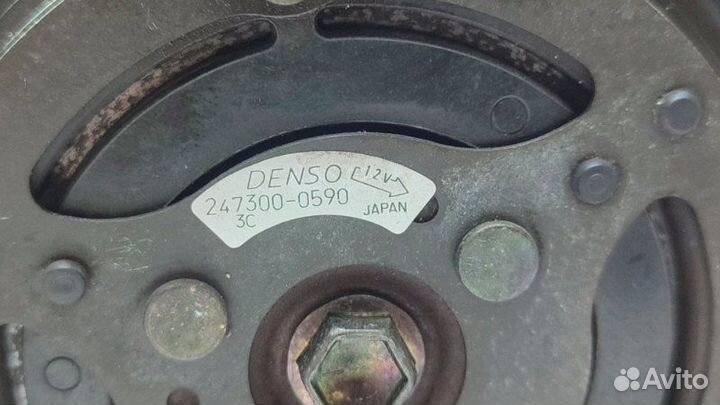 DENSO 12V
247300-0590
3C JAPAN
Avito